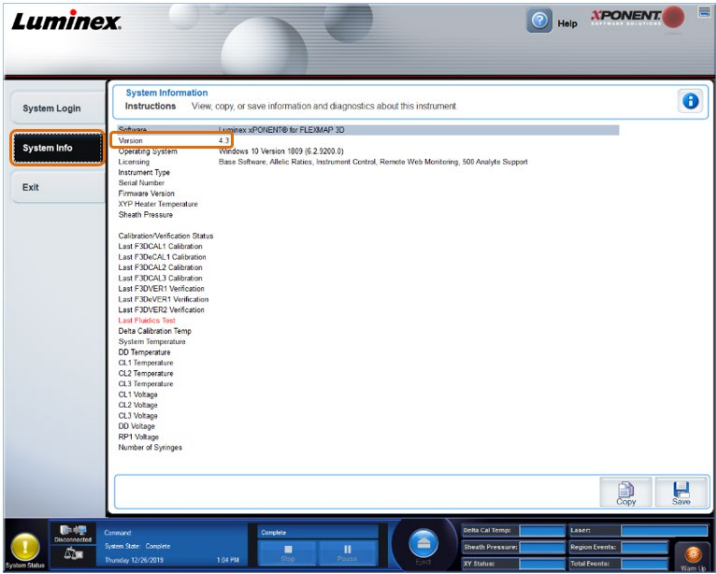 Luminex.
Help
XPONENT
System Login
System Info
Exit
System Information
Instructions View, copy, or save information and diagnostics about this instrument.
Software Luminex xPONENT® for FLEXMAP 3D
Version 4.3
Operating System Windows 10 Version 1809 (6.2.9200.0)
Licensing Base Software, Allelic Ratios, Instrument Control, Remote Web Monitoring, 500 Analyte Support
Instrument Type
Serial Number
Firmware Version
XYP Heater Temperature
Sheath Pressure
Calibration/Verification Status
Last F3DCAL1 Calibration
Last F3DeCAL1 Calibration
Last F3DCAL2 Calibration
Last F3DCAL3 Calibration
Last F3DVER1 Verification
Last F3DeVER1 Verification
Last F3DVER2 Verification
Last Fluidics Test
Delta Calibration Temp
System Temperature
DD Temperature
CL1 Temperature
CL2 Temperature
CL3 Temperature
CL1 Voltage
CL2 Voltage
CL3 Voltage
DD Voltage
RP1 Voltage
Number of Syringes
Copy
Save
System Status
Disconnected
Command:
System State: Complete
Thursday 12/26/2019 1:04 PM
Complete
Stop
Pause
Eject
Delta Cal Temp:
Sheath Pressure:
XY Status:
Laser:
Region Events:
Total Events:
Warm Up